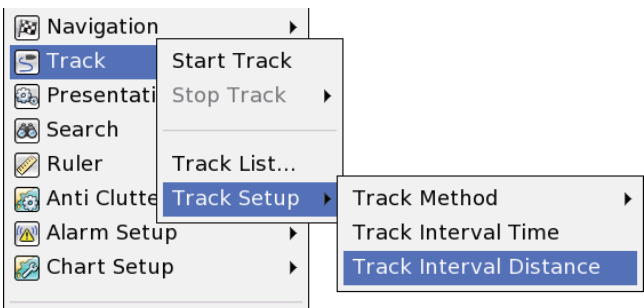 Navigation
Track
Presentati
Search
Ruler
Anti Clutte
Alarm Setup
Chart Setup
Start Track
Stop Track
Track List...
Track Setup
Track Method
Track Interval Time
Track Interval Distance